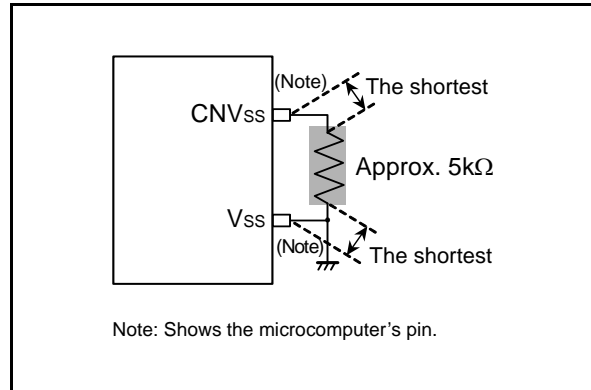 (Note)
The shortest
CNVSS
Approx. 5kΩ
VSS
(Note)
The shortest
Note: Shows the microcomputer's pin.